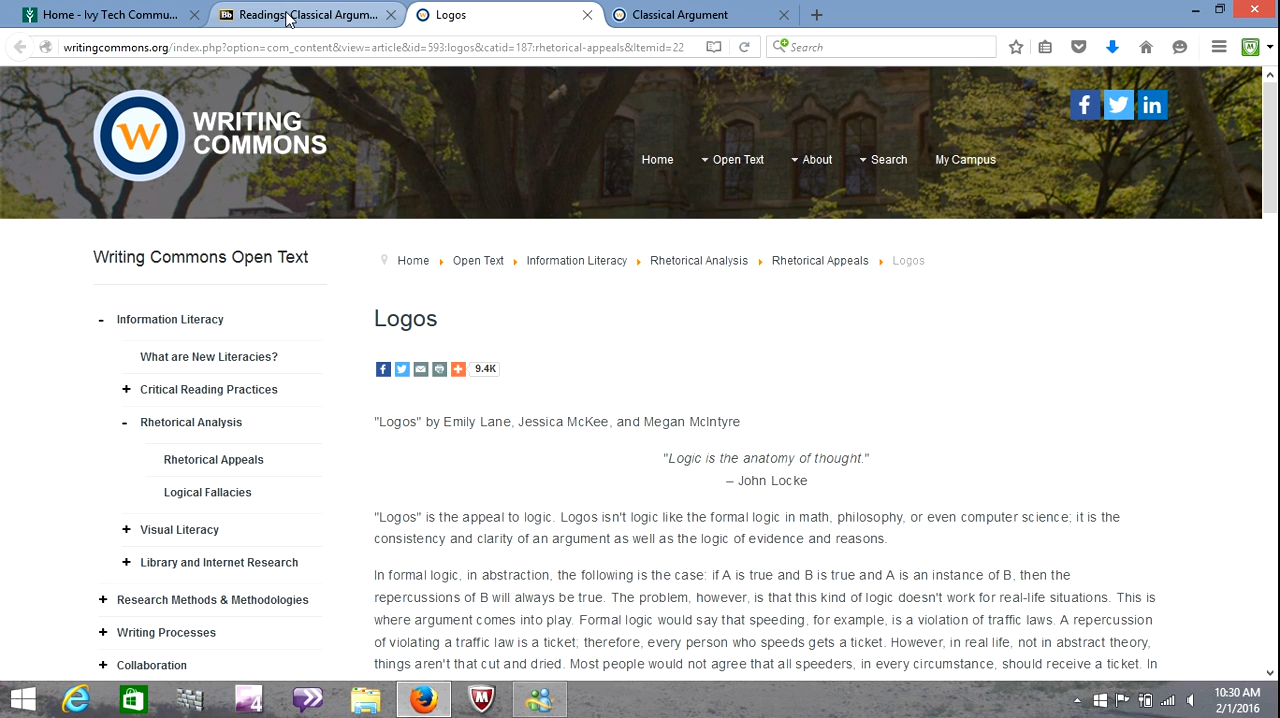 Home - Ivy Tech Commu...
Bb Readings: Classical Argum...
Logos
Classical Argument
writingcommons.org/index.php?option=com_content&view=article&id=593:logos&catid=187:rhetorical-appeals&Itemid=22
Search
WRITING
COMMONS
Home
Open Text
About
Search
My Campus
Writing Commons Open Text
Home
Open Text
Information Literacy
Rhetorical Analysis
Rhetorical Appeals
Logos
- Information Literacy
What are New Literacies?
+ Critical Reading Practices
- Rhetorical Analysis
Rhetorical Appeals
Logical Fallacies
+ Visual Literacy
+ Library and Internet Research
+ Research Methods & Methodologies
+ Writing Processes
+ Collaboration
Logos
9.4K
"Logos" by Emily Lane, Jessica McKee, and Megan McIntyre
"Logic is the anatomy of thought."
– John Locke
"Logos" is the appeal to logic. Logos isn't logic like the formal logic in math, philosophy, or even computer science; it is the
consistency and clarity of an argument as well as the logic of evidence and reasons.
In formal logic, in abstraction, the following is the case: if A is true and B is true and A is an instance of B, then the
repercussions of B will always be true. The problem, however, is that this kind of logic doesn't work for real-life situations. This is
where argument comes into play. Formal logic would say that speeding, for example, is a violation of traffic laws. A repercussion
of violating a traffic law is a ticket; therefore, every person who speeds gets a ticket. However, in real life, not in abstract theory,
things aren't that cut and dried. Most people would not agree that all speeders, in every circumstance, should receive a ticket. In
10:30 AM
2/1/2016